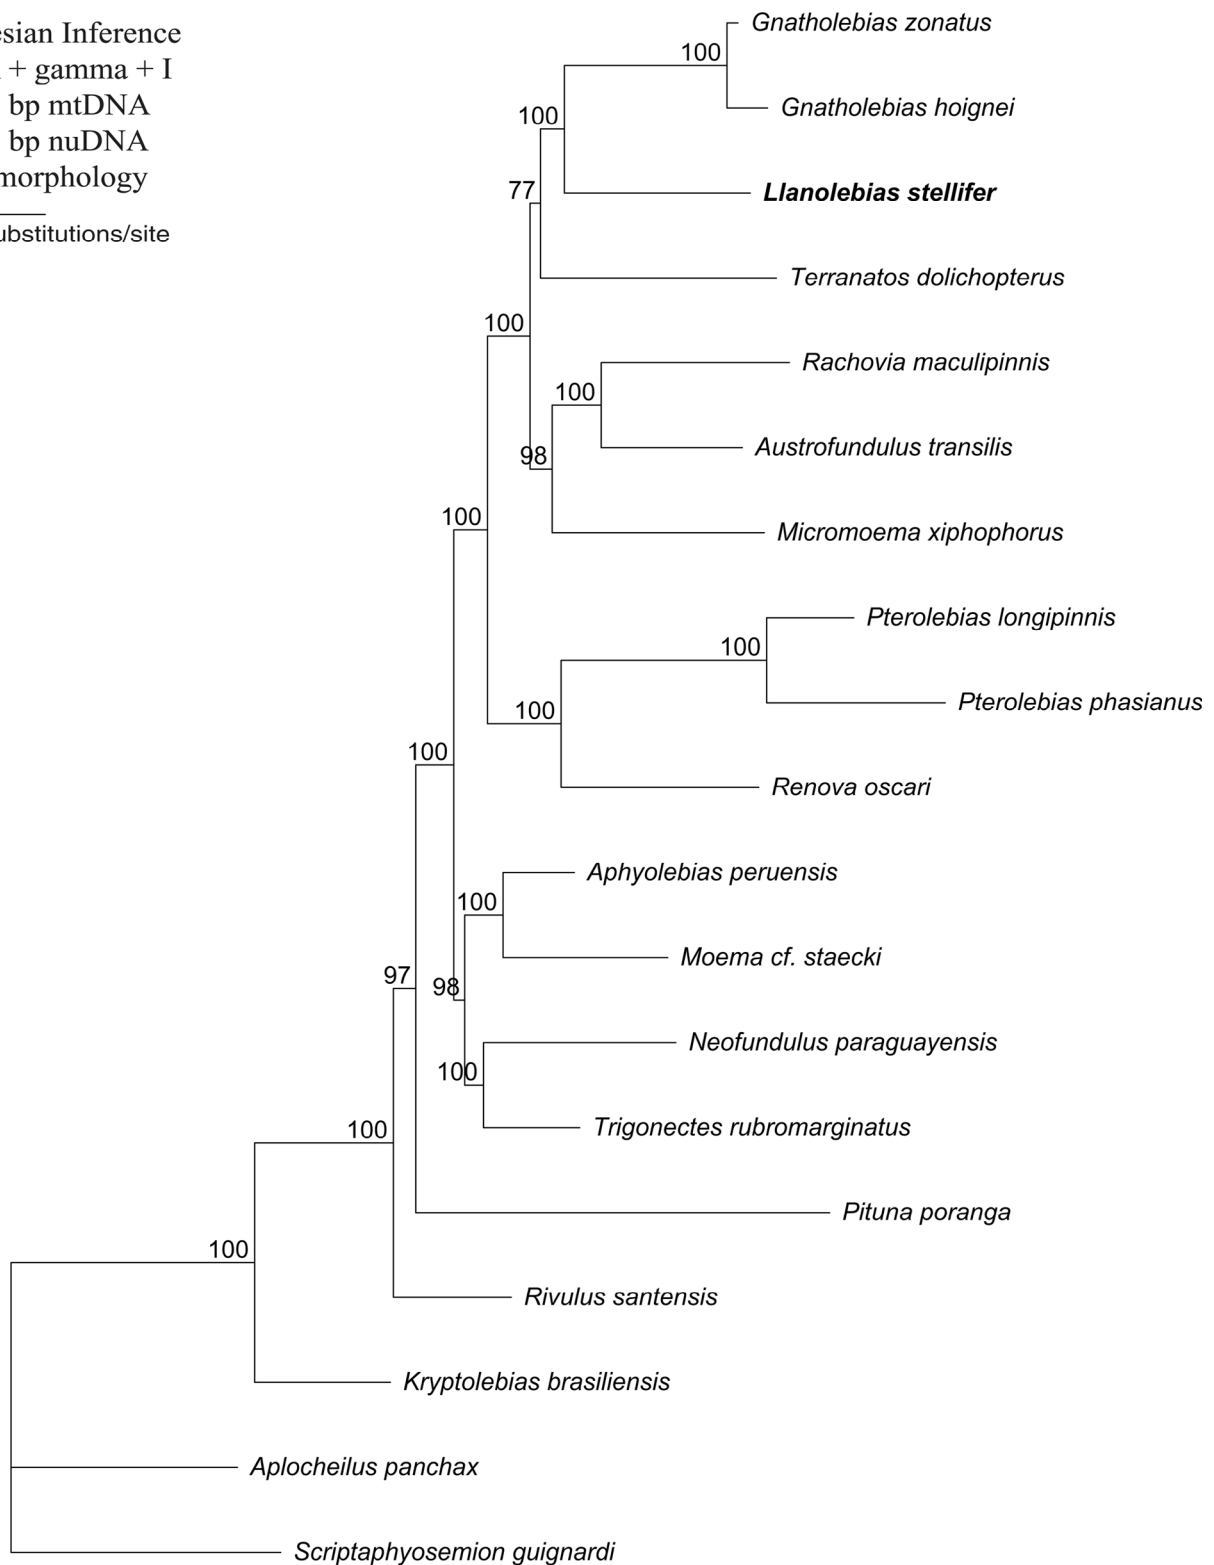 Inference
+ gamma + I
bp mtDNA
bp nuDNA
morphology
Gnatholebias zonatus
100
Gnatholebias hoignei
100
77
Llanolebias stellifer
Terranatos dolichopterus
100
Rachovia maculipinnis
100
Austrofundulus transilis
98
100
Micromoema xiphophorus
Pterolebias longipinnis
100
Pterolebias phasianus
100
100
Renova oscari
Aphyolebias peruensis
100
Moema cf. staecki
97
98
Neofundulus paraguayensis
100
Trigonectes rubromarginatus
100
Pituna poranga
100
Rivulus santensis
Kryptolebias brasiliensis
Aplocheilus panchax
Scriptaphyosemion guignardi